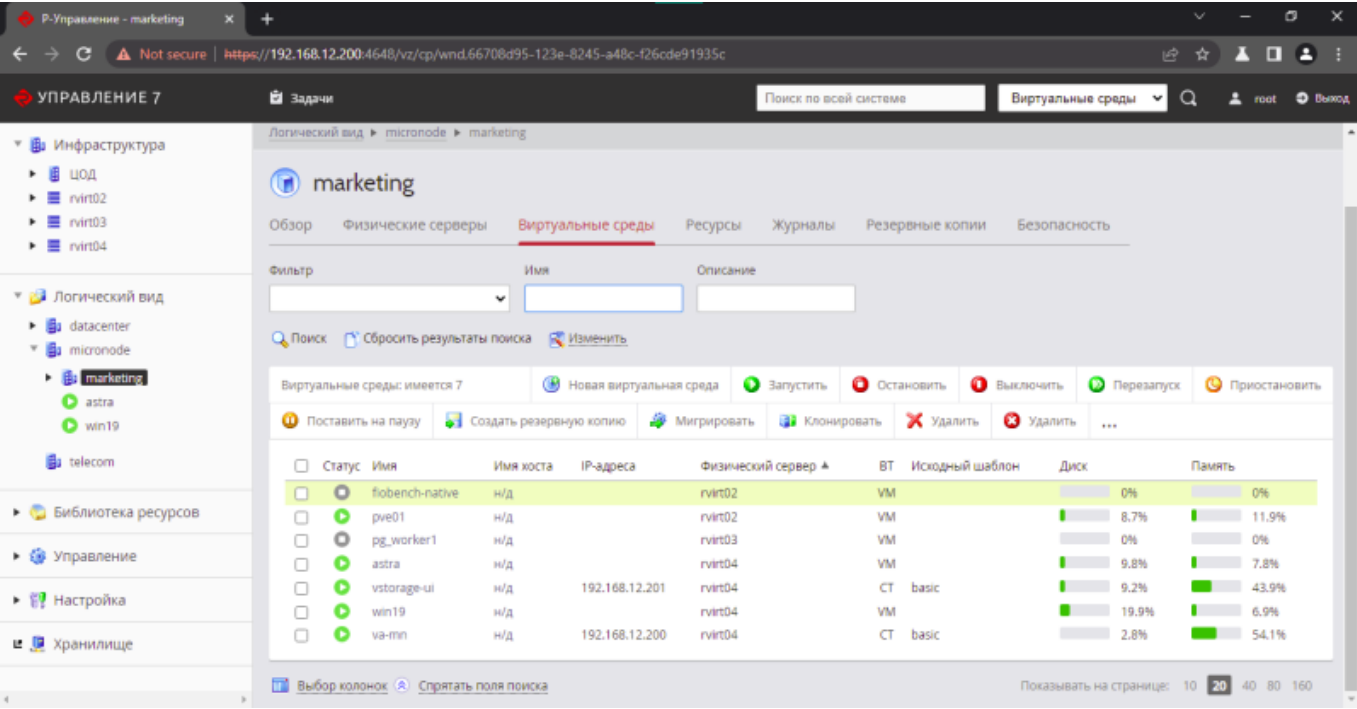 Р-Управление - marketing
Not secure | https://192.168.12.200:4648/vz/cp/wnd.66708d95-123e-8245-a48c-f26cde91935c
УПРАВЛЕНИЕ 7 Задачи Поиск по всей системе Виртуальные среды root Выход
Инфраструктура
ЦОД
rvirt02
rvirt03
rvirt04
Логический вид
datacenter
micronode
marketing
astra
win19
telecom
Библиотека ресурсов
Управление
Настройка
Хранилище
Логический вид micronode marketing
marketing
Обзор Физические серверы Виртуальные среды Ресурсы Журналы Резервные копии Безопасность
Фильтр Имя Описание
Поиск Сбросить результаты поиска Изменить
Виртуальные среды: имеется 7 Новая виртуальная среда Запустить Остановить Выключить Перезапуск Приостановить
Поставить на паузу Создать резервную копию Мигрировать Клонировать Удалить Удалить ...
Статус Имя Имя хоста IP-адреса Физический сервер ВТ Исходный шаблон Диск Память
fiobench-native н/д rvirt02 VM 0% 0%
pve01 н/д rvirt02 VM 8.7% 11.9%
pg_worker1 н/д rvirt03 VM 0% 0%
astra н/д rvirt04 VM 9.8% 7.8%
vstorage-ui н/д 192.168.12.201 rvirt04 CT basic 9.2% 43.9%
win19 н/д rvirt04 VM 19.9% 6.9%
va-mn н/д 192.168.12.200 rvirt04 CT basic 2.8% 54.1%
Выбор колонок Спрятать поля поиска Показывать на странице: 10 20 40 80 160